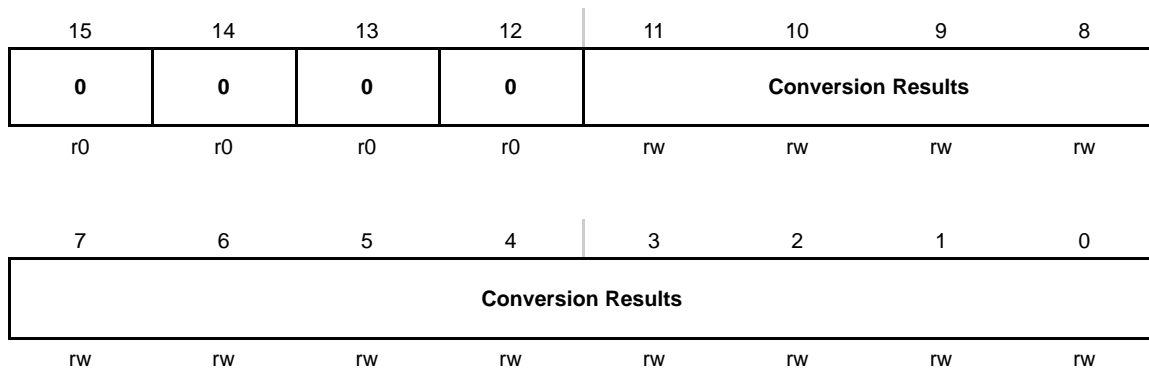 15 14 13 12 11 10 9 8
0 0 0 0 Conversion Results
r0 r0 r0 r0 rw rw rw rw
7 6 5 4 3 2 1 0
Conversion Results
rw rw rw rw rw rw rw rw